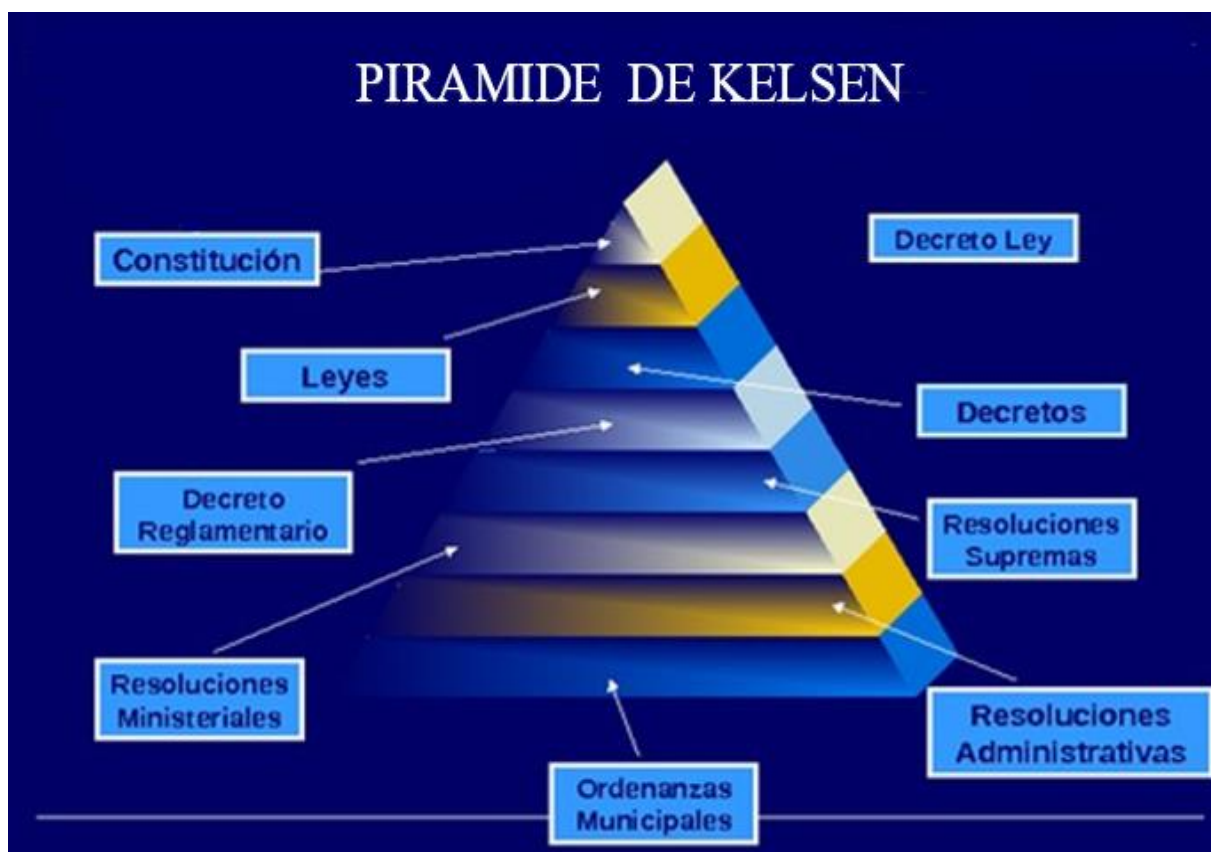 PIRAMIDE DE KELSEN
Constitución
Decreto Ley
Leyes
Decretos
Decreto
Reglamentario
Resoluciones
Supremas
Resoluciones
Ministeriales
Resoluciones
Administrativas
Ordenanzas
Municipales